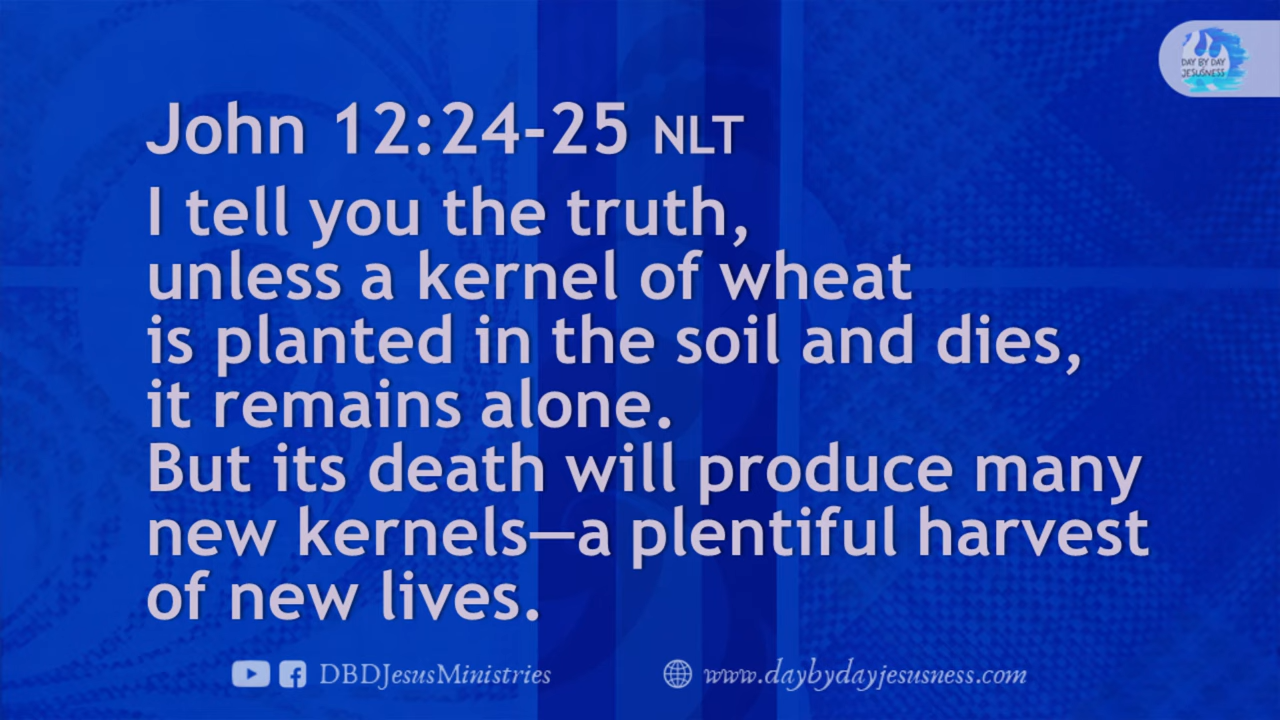 DAY BY DAY
JESUSNESS
John 12:24-25 NLT
I tell you the truth,
unless a kernel of wheat
is planted in the soil and dies,
it remains alone.
But its death will produce many
new kernels—a plentiful harvest
of new lives.
DBDJesusMinistries
www.daybydayjesusness.com